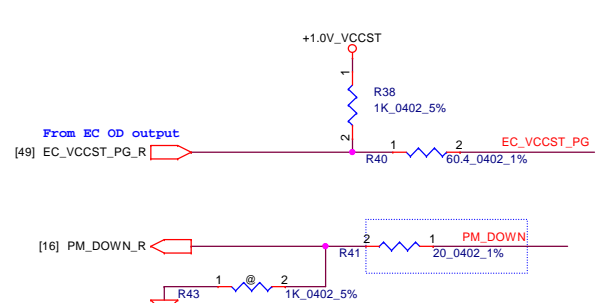 +1.0V_VCCST
1
R38
1K_0402_5%
2
From EC OD output
[49] EC_VCCST_PG_R
1
2
EC_VCCST_PG
R40
60.4_0402_1%
[16] PM_DOWN_R
2
1
PM_DOWN
R41
20_0402_1%
1
@
2
R43
1K_0402_5%